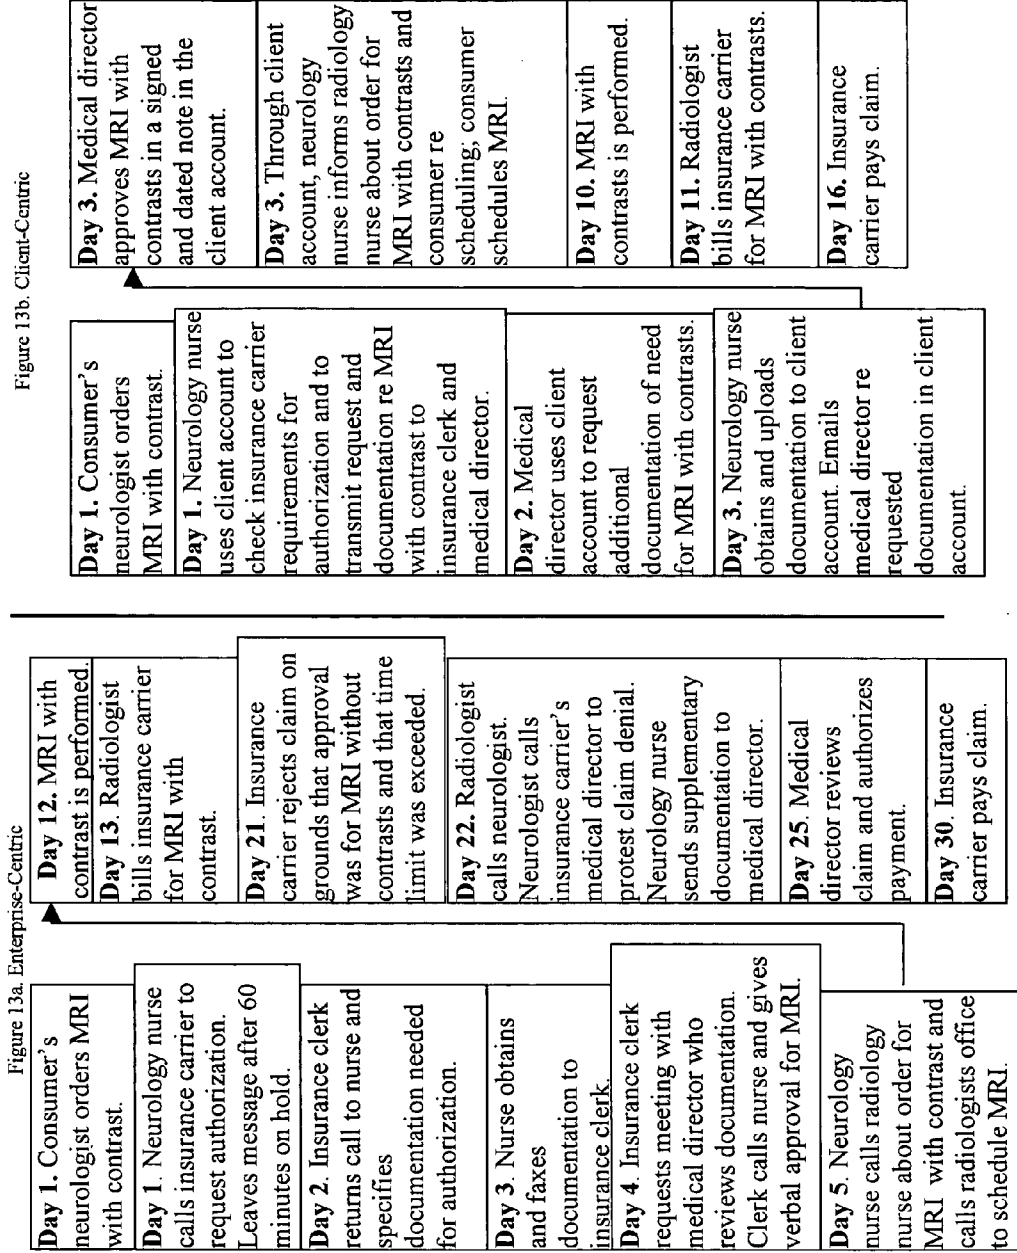 Figure 13a. Enterprise-Centric
Day 1. Consumer's
neurologist orders MRI
with contrast.
Day 1. Neurology nurse
calls insurance carrier to
request authorization.
Leaves message after 60
minutes on hold.
Day 2. Insurance clerk
returns call to nurse and
specifies
documentation needed
for authorization.
Day 3. Nurse obtains
and faxes
documentation to
insurance clerk.
Day 4. Insurance clerk
requests meeting with
medical director who
reviews documentation.
Clerk calls nurse and gives
verbal approval for MRI.
Day 5. Neurology
nurse calls radiology
nurse about order for
MRI with contrast and
calls radiologists office
to schedule MRI.
Day 12. MRI with
contrast is performed.
Day 13. Radiologist
bills insurance carrier
for MRI with
contrast.
Day 21. Insurance
carrier rejects claim on
grounds that approval
was for MRI without
contrasts and that time
limit was exceeded.
Day 22. Radiologist
calls neurologist.
Neurologist calls
insurance carrier's
medical director to
protest claim denial.
Neurology nurse
sends supplementary
documentation to
medical director.
Day 25. Medical
director reviews
claim and authorizes
payment.
Day 30. Insurance
carrier pays claim.
Figure 13b. Client-Centric
Day 1. Consumer's
neurologist orders
MRI with contrast.
Day 1. Neurology nurse
uses client account to
check insurance carrier
requirements for
authorization and to
transmit request and
documentation re MRI
with contrast to
insurance clerk and
medical director.
Day 2. Medical
director uses client
account to request
additional
documentation of need
for MRI with contrasts.
Day 3. Neurology nurse
obtains and uploads
documentation to client
account. Emails
medical director re
requested
documentation in client
account.
Day 3. Medical director
approves MRI with
contrasts in a signed
and dated note in the
client account.
Day 3. Through client
account, neurology
nurse informs radiology
nurse about order for
MRI with contrasts and
consumer re
scheduling; consumer
schedules MRI.
Day 10. MRI with
contrasts is performed.
Day 11. Radiologist
bills insurance carrier
for MRI with contrasts.
Day 16. Insurance
carrier pays claim.